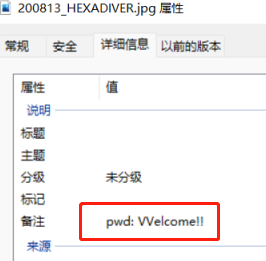 200813_HEXADIVER.jpg 属性
常规 安全 详细信息 以前的版本
属性 值
说明
标题
主题
分级 未分级
标记
备注 pwd: VVelcome!!
来源